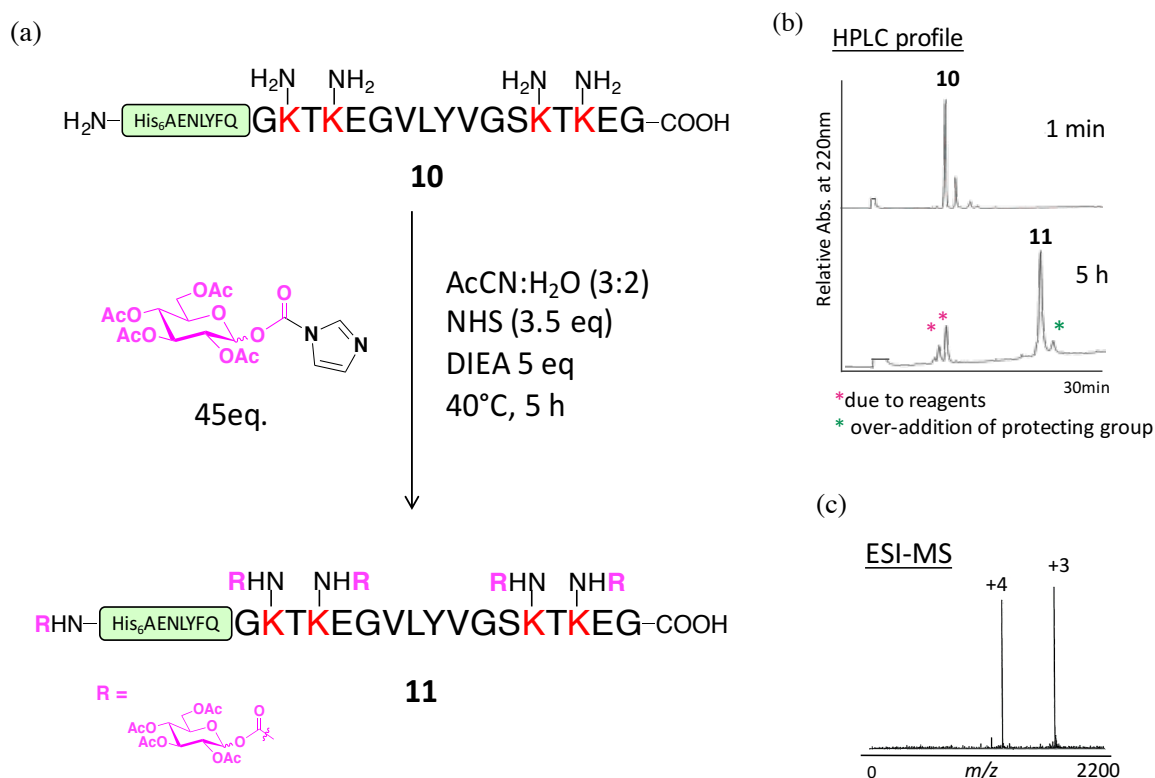 (a)
H₂N NH₂ H₂N NH₂
H₂N His₆AENLYFQ GKTKEGVLYVGSKTKEG COOH
10
OAc
AcO
AcO
OAc
O
O
O
N
N
45eq.
AcCN:H₂O (3:2)
NHS (3.5 eq)
DIEA 5 eq
40°C, 5 h
RHN NHR RHN NHR
RHN His₆AENLYFQ GKTKEGVLYVGSKTKEG COOH
11
R =
OAc
AcO
AcO
OAc
O
O
O
(b)
HPLC profile
Relative Abs. at 220nm
10
1 min
11
5 h
* * *
30min
*due to reagents
* over-addition of protecting group
(c)
ESI-MS
+4 +3
0 m/z 2200